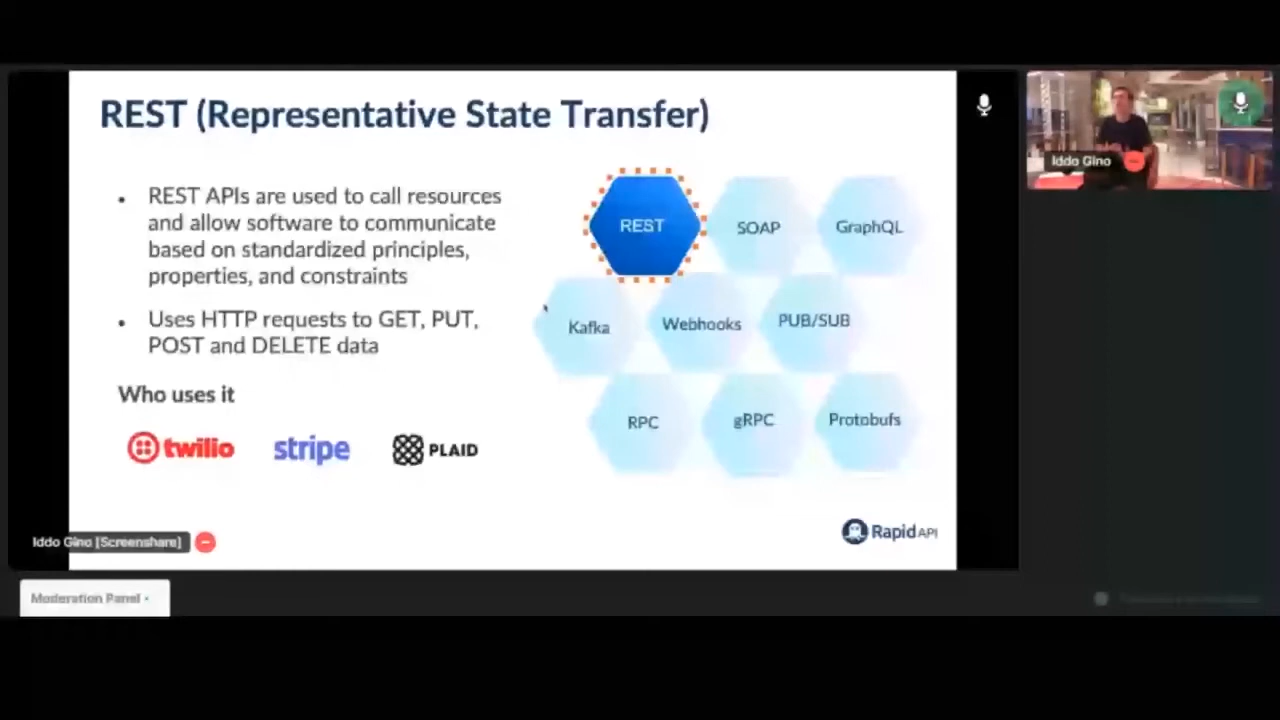 REST (Representative State Transfer)
REST APIs are used to call resources
and allow software to communicate
based on standardized principles,
properties, and constraints
Uses HTTP requests to GET, PUT,
POST and DELETE data
Who uses it
twilio stripe PLAID
REST SOAP GraphQL
Kafka Webhooks PUB/SUB
RPC gRPC Protobufs
Rapid API
Iddo Gino
Iddo Gino [Screenshare]
Moderation Panel